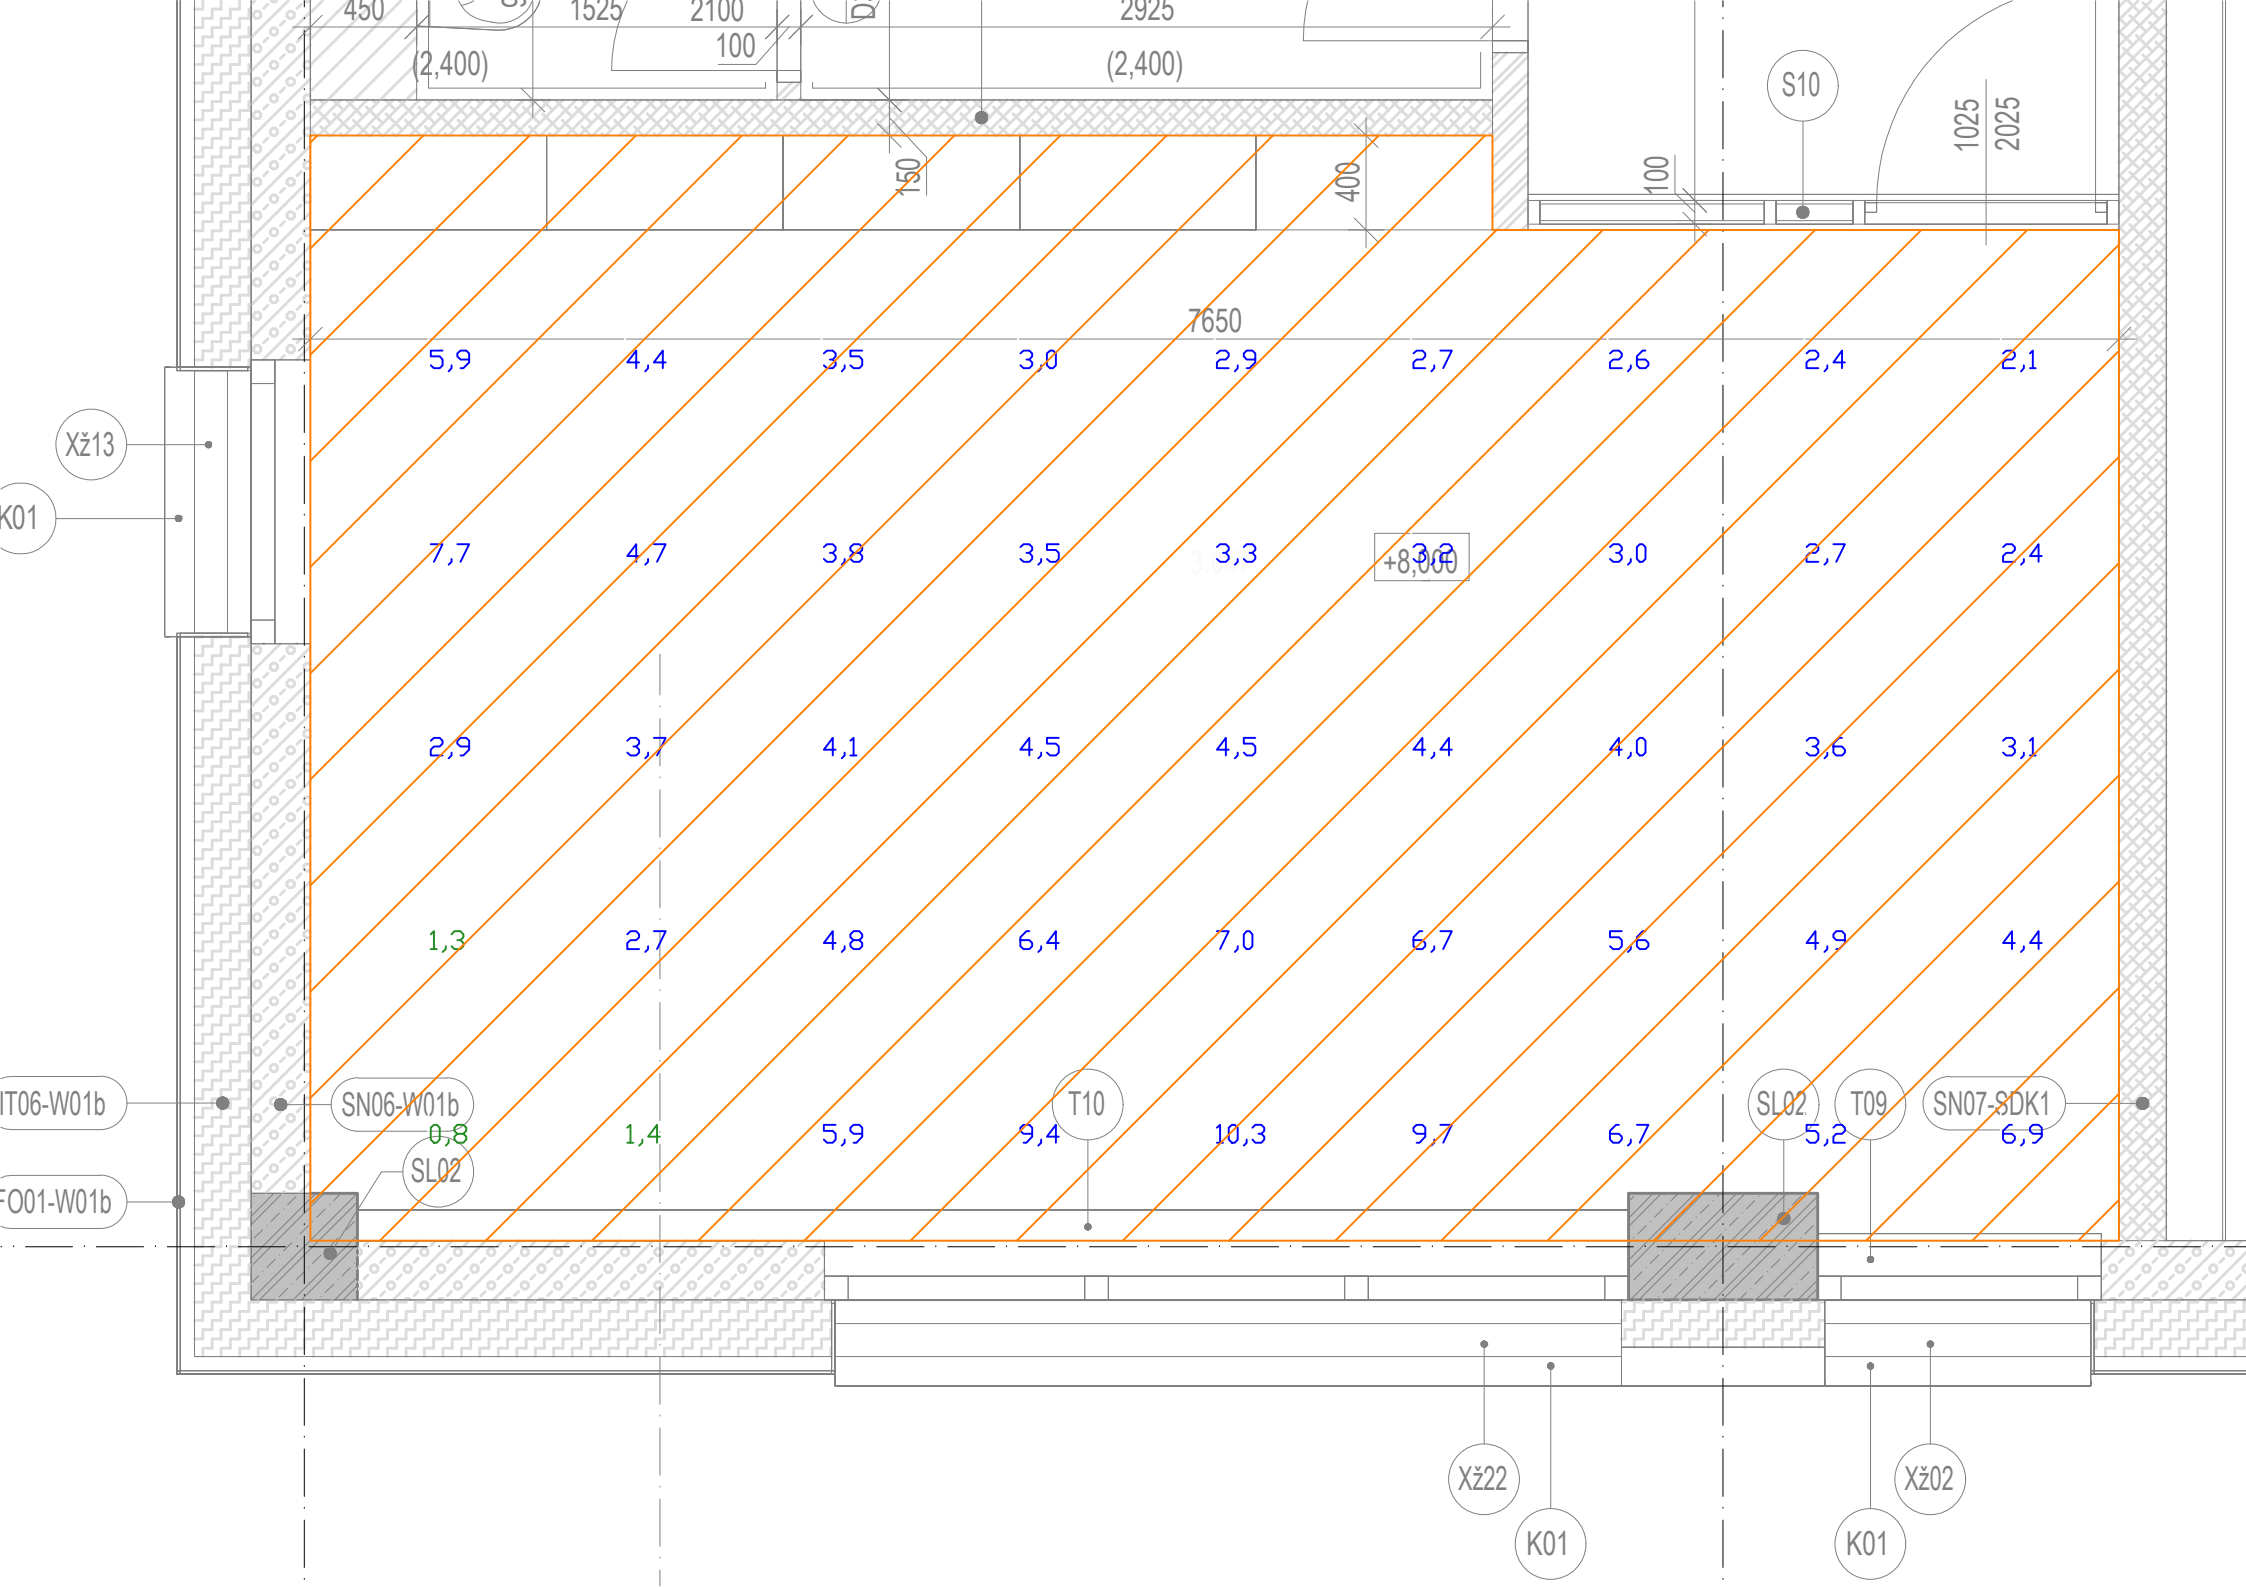 450 1525 2100 2925
100
(2,400) (2,400)
S10
1025
2025
150
400
100
7650
5,9 4,4 3,5 3,0 2,9 2,7 2,6 2,4 2,1
Xž13
K01
7,7 4,7 3,8 3,5 3,3 3,2 3,0 2,7 2,4
+8,000
2,9 3,7 4,1 4,5 4,5 4,4 4,0 3,6 3,1
1,3 2,7 4,8 6,4 7,0 6,7 5,6 4,9 4,4
IT06-W01b SN06-W01b T10 SL02 T09 SN07-SDK1
0,8 1,4 5,9 9,4 10,3 9,7 6,7 5,2 6,9
SL02
FO01-W01b
Xž22 Xž02
K01 K01